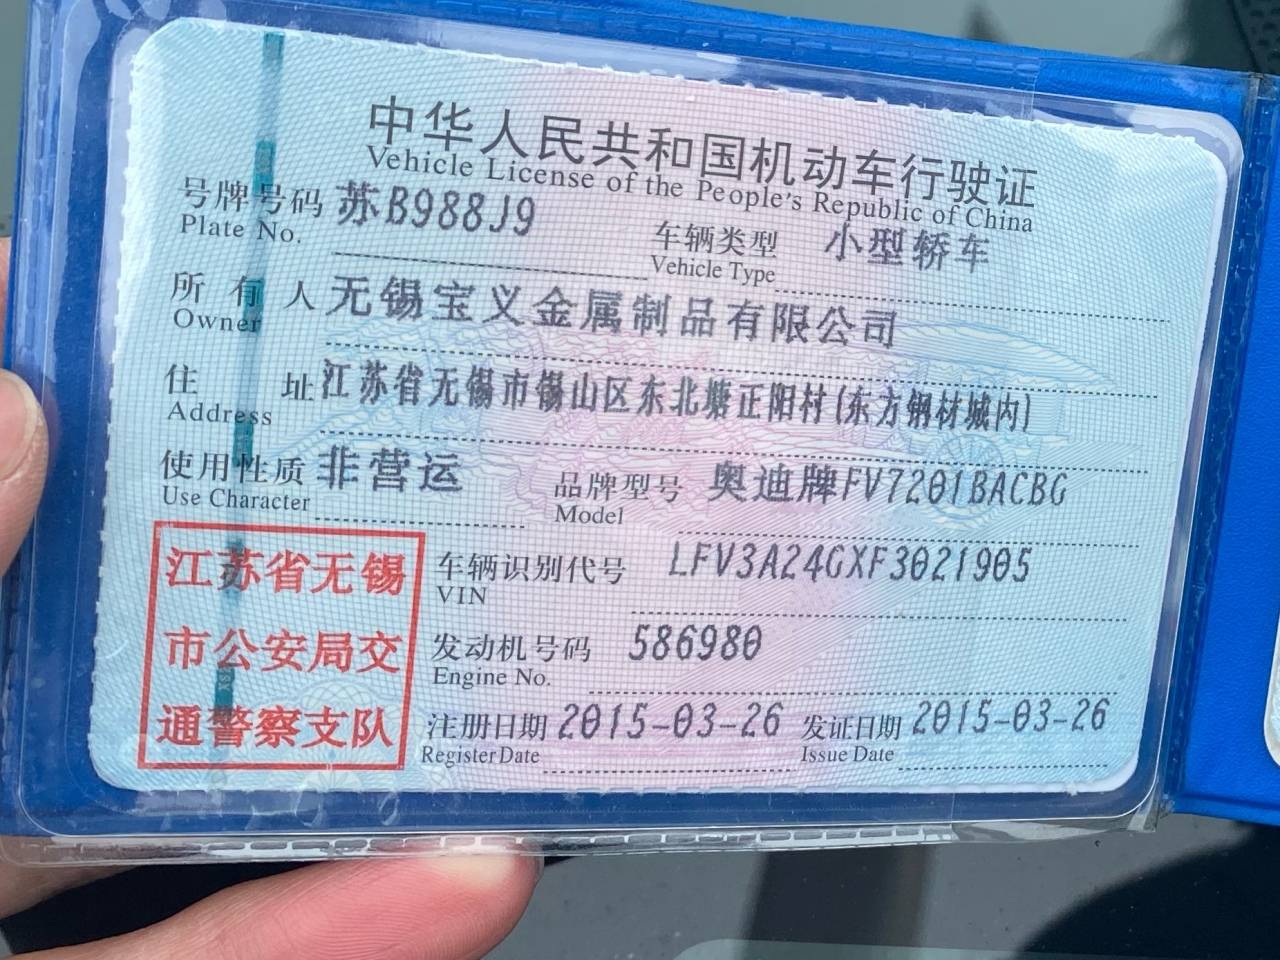 中华人民共和国机动车行驶证
Vehicle License of the People's Republic of China
号牌号码 苏B988J9 车辆类型 小型轿车
Plate No. Vehicle Type
所有人 无锡宝义金属制品有限公司
Owner
住址 江苏省无锡市锡山区东北塘正阳村(东方钢材城内)
Address
使用性质 非营运 品牌型号 奥迪牌FV7201BACBG
Use Character Model
江苏省无锡 车辆识别代号 LFV3A24GXF3021905
VIN
市公安局交 发动机号码 586980
Engine No.
通警察支队 注册日期 2015-03-26 发证日期 2015-03-26
Register Date Issue Date